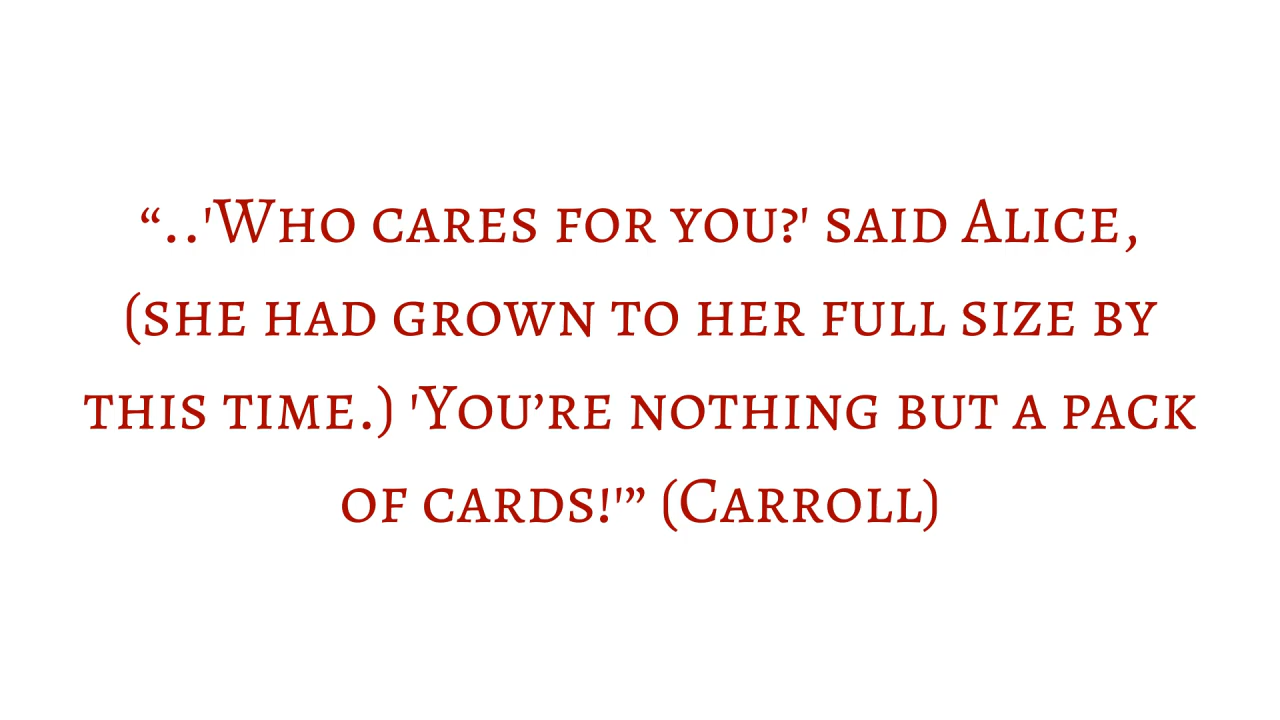 “..'Who cares for you?' said Alice,
(she had grown to her full size by
this time.) 'You’re nothing but a pack
of cards!'” (Carroll)